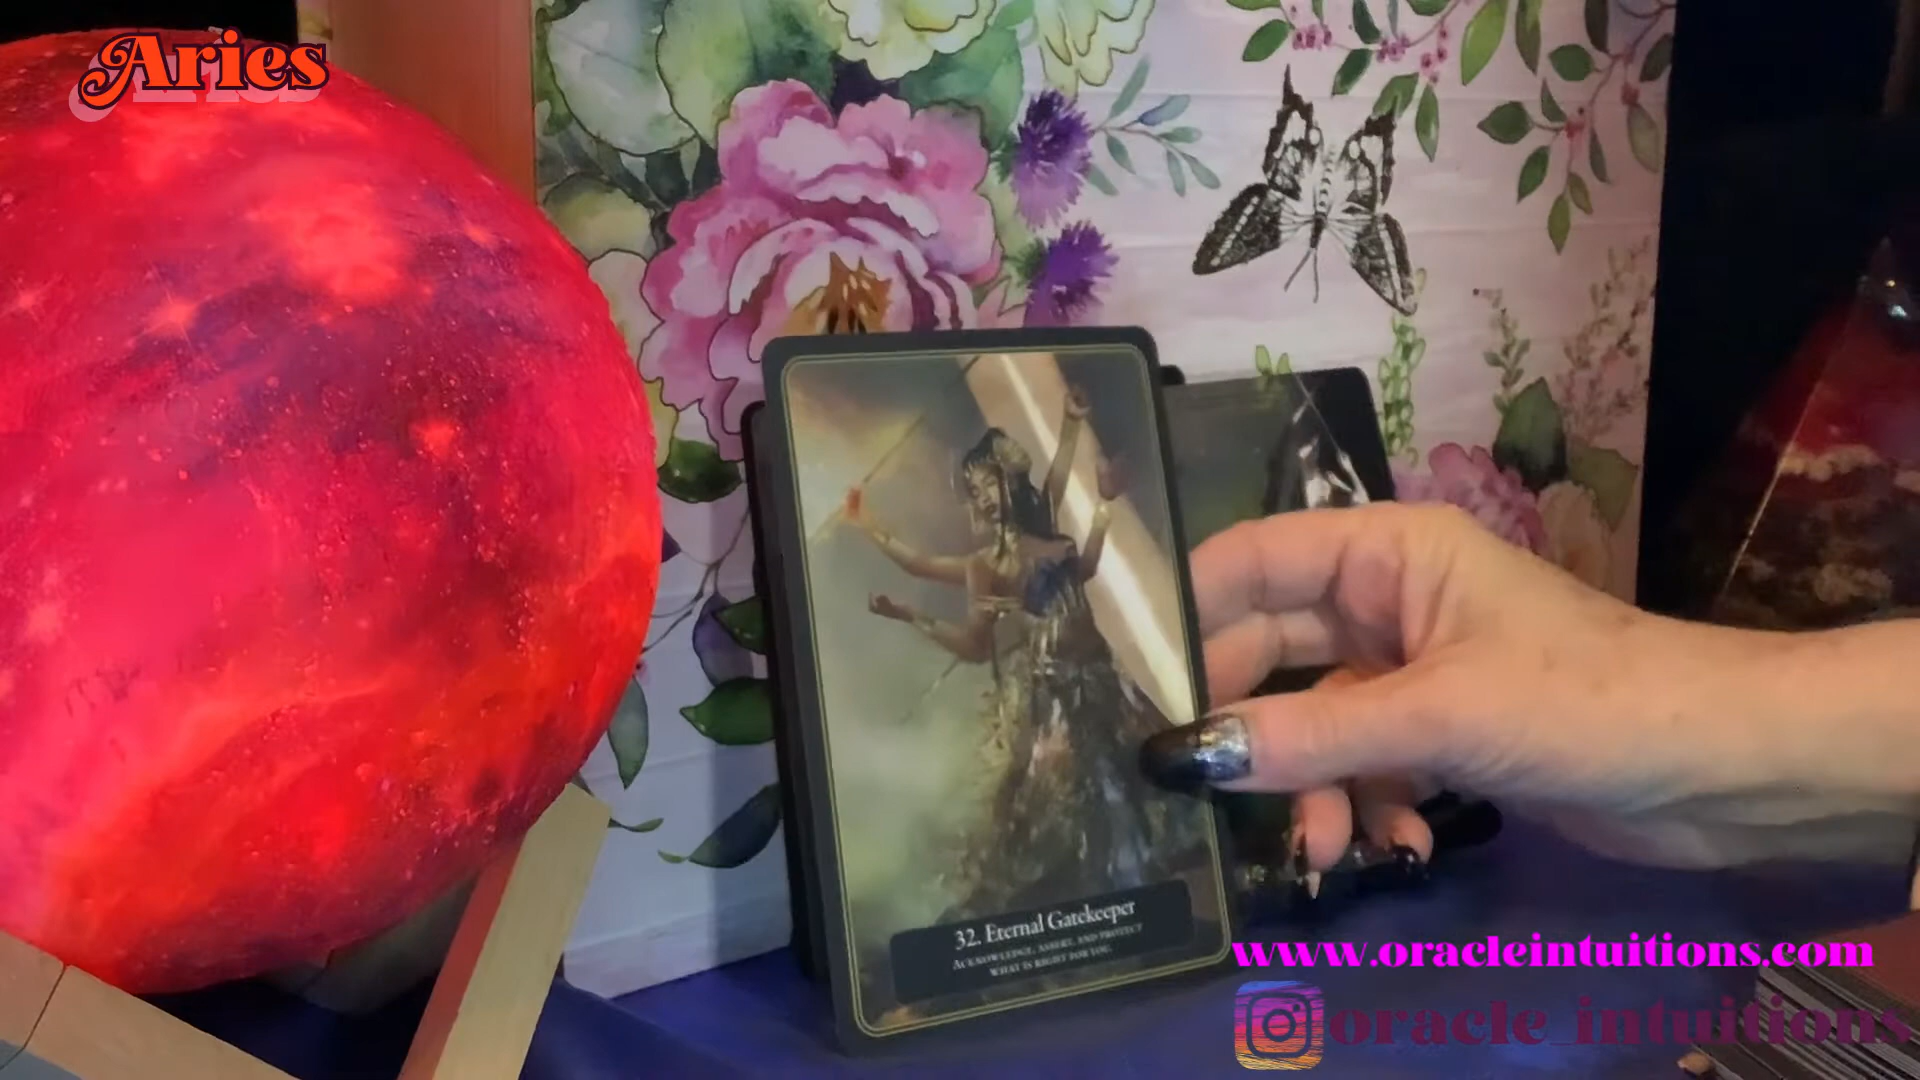 Aries
32. Eternal Gatekeeper
Acknowledge, assert, and protect
what is right for you.
www.oracleintuitions.com
oracle_intuitions